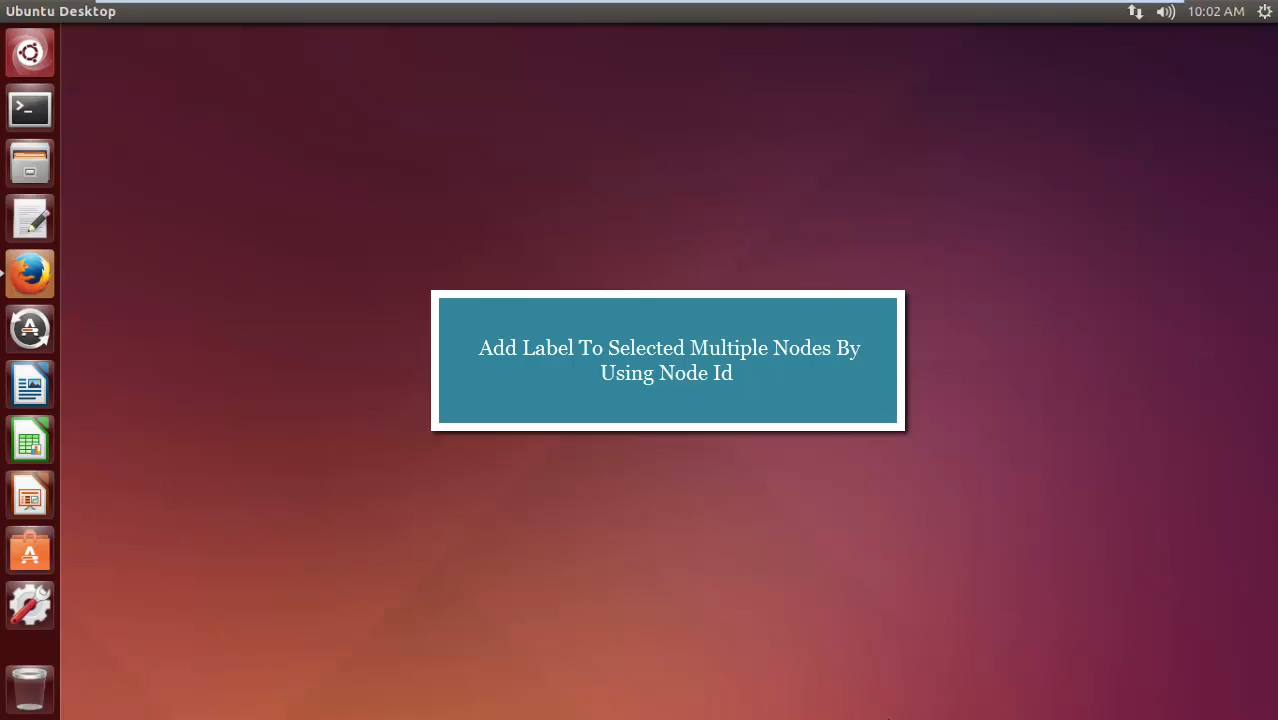 Ubuntu Desktop
10:02 AM
Add Label To Selected Multiple Nodes By
Using Node Id